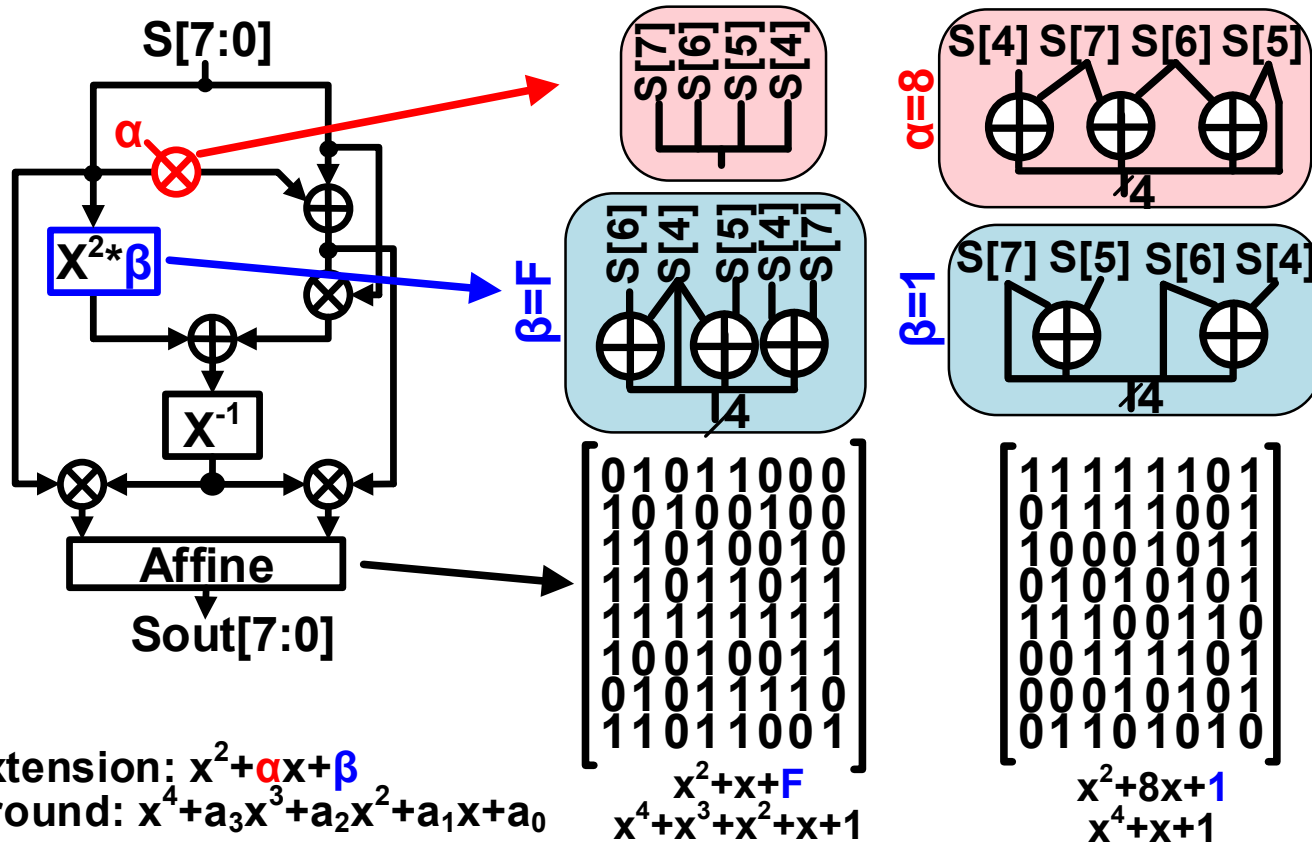 S[7:0]
α
X²*β
X⁻¹
Affine
Sout[7:0]
S[7] S[6] S[5] S[4]
α=8
S[4] S[7] S[6] S[5]
4
β=F
S[6] S[4] S[5] S[4] S[7]
4
β=1
S[7] S[5] S[6] S[4]
4
01011000
10100100
11010010
11011011
11111111
10010011
01011110
11011001
x²+x+F
x⁴+x³+x²+x+1
11111101
01111001
10001011
01010101
11100110
00111101
00010101
01101010
x²+8x+1
x⁴+x+1
xtension: x²+αx+β
round: x⁴+a₃x³+a₂x²+a₁x+a₀